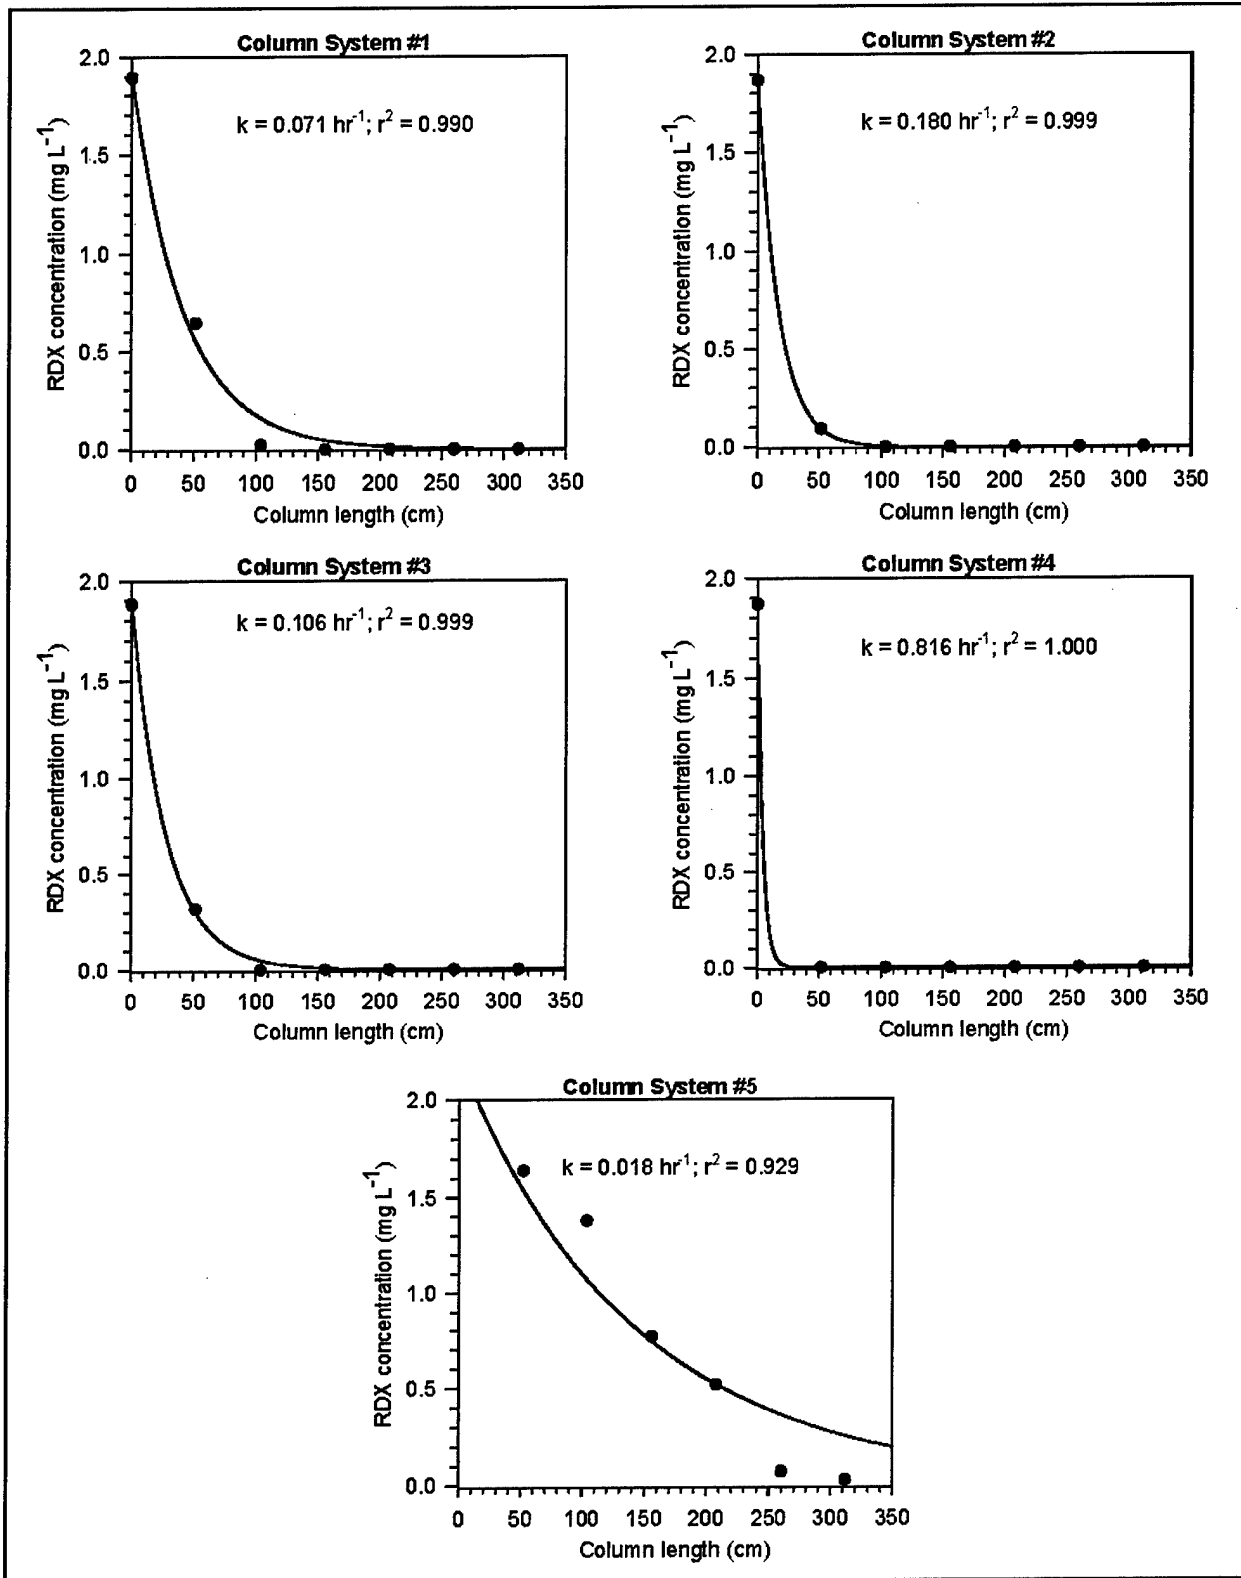 Column System #1
k = 0.071 hr⁻¹; r² = 0.990
RDX concentration (mg L⁻¹)
2.0
1.5
1.0
0.5
0.0
0 50 100 150 200 250 300 350
Column length (cm)
Column System #2
k = 0.180 hr⁻¹; r² = 0.999
RDX concentration (mg L⁻¹)
2.0
1.5
1.0
0.5
0.0
0 50 100 150 200 250 300 350
Column length (cm)
Column System #3
k = 0.106 hr⁻¹; r² = 0.999
RDX concentration (mg L⁻¹)
2.0
1.5
1.0
0.5
0.0
0 50 100 150 200 250 300 350
Column length (cm)
Column System #4
k = 0.816 hr⁻¹; r² = 1.000
RDX concentration (mg L⁻¹)
2.0
1.5
1.0
0.5
0.0
0 50 100 150 200 250 300 350
Column length (cm)
Column System #5
k = 0.018 hr⁻¹; r² = 0.929
RDX concentration (mg L⁻¹)
2.0
1.5
1.0
0.5
0.0
0 50 100 150 200 250 300 350
Column length (cm)